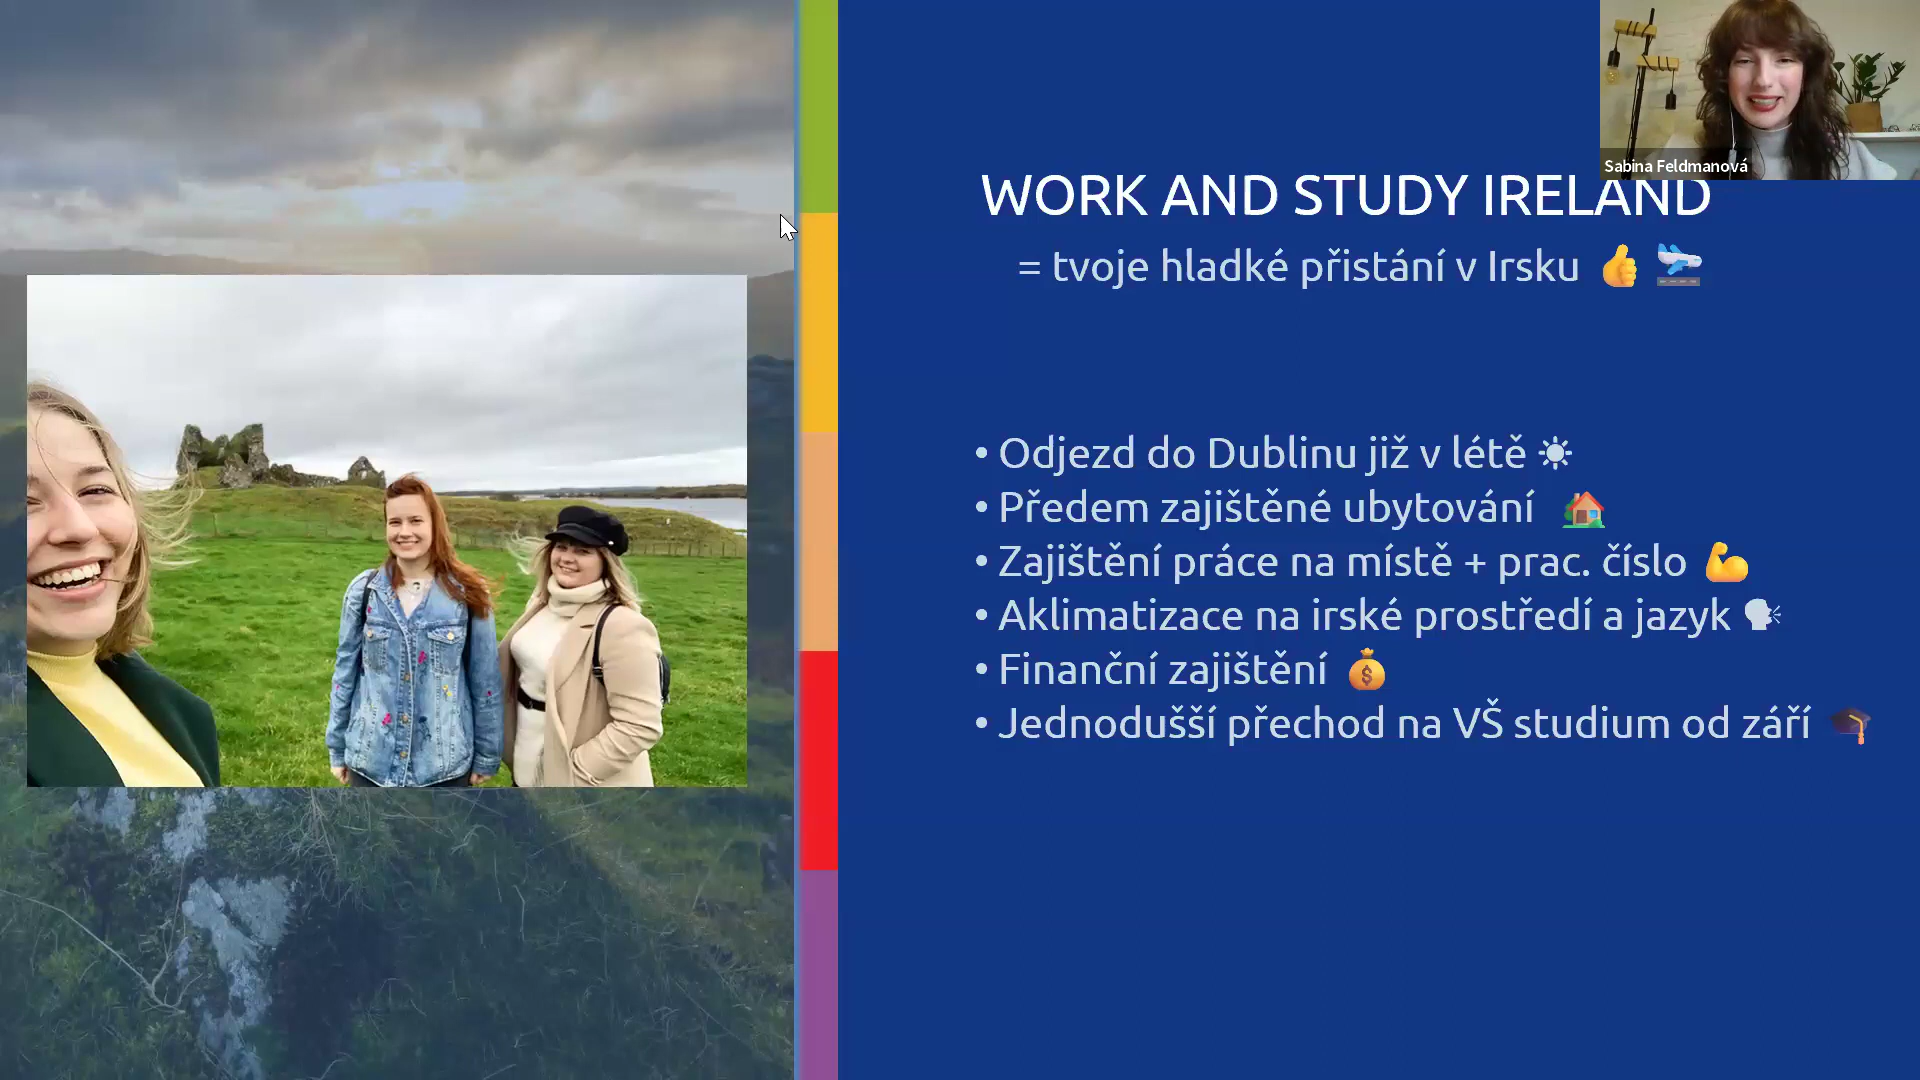 Sabina Feldmanová
WORK AND STUDY IRELAND
= tvoje hladké přistání v Irsku 👍 🛬
• Odjezd do Dublinu již v létě ☀
• Předem zajištěné ubytování 🏠
• Zajištění práce na místě + prac. číslo 💪
• Aklimatizace na irské prostředí a jazyk 🗣
• Finanční zajištění 💰
• Jednodušší přechod na VŠ studium od září 🎓